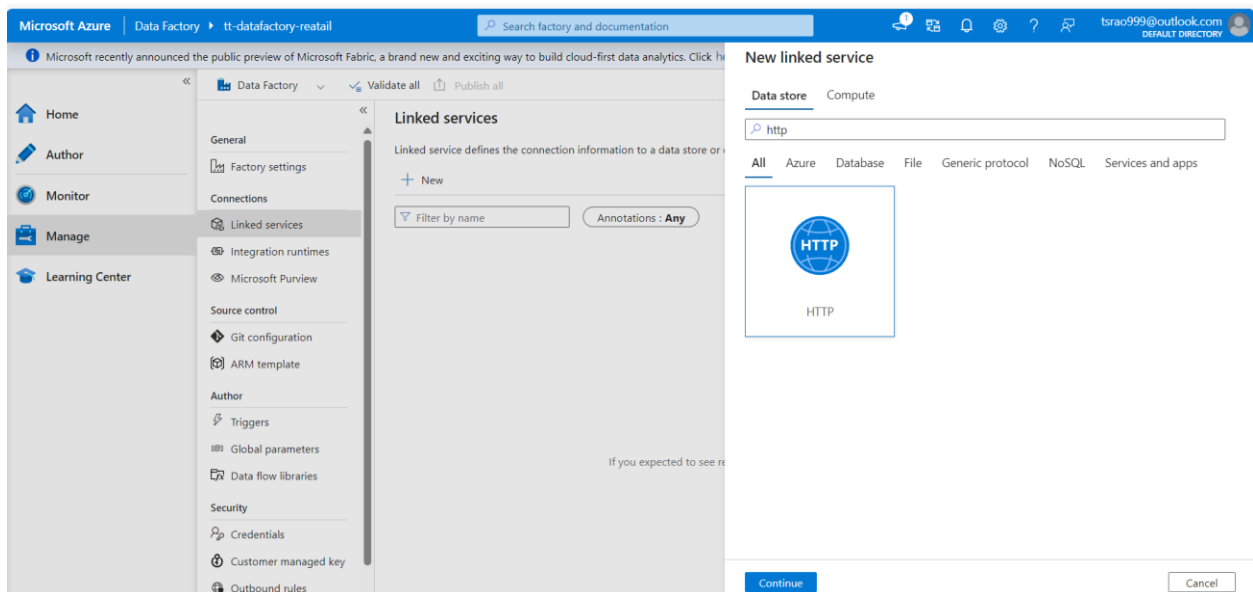 Microsoft Azure
Data Factory
tt-datafactory-reatail
Search factory and documentation
1
tsrao999@outlook.com
DEFAULT DIRECTORY
Microsoft recently announced the public preview of Microsoft Fabric, a brand new and exciting way to build cloud-first data analytics. Click
Home
Author
Monitor
Manage
Learning Center
Data Factory
Validate all
Publish all
General
Factory settings
Connections
Linked services
Integration runtimes
Microsoft Purview
Source control
Git configuration
ARM template
Author
Triggers
Global parameters
Data flow libraries
Security
Credentials
Customer managed key
Outbound rules
Linked services
Linked service defines the connection information to a data store or
New
Filter by name
Annotations : Any
If you expected to see
New linked service
Data store
Compute
http
All
Azure
Database
File
Generic protocol
NoSQL
Services and apps
HTTP
HTTP
Continue
Cancel